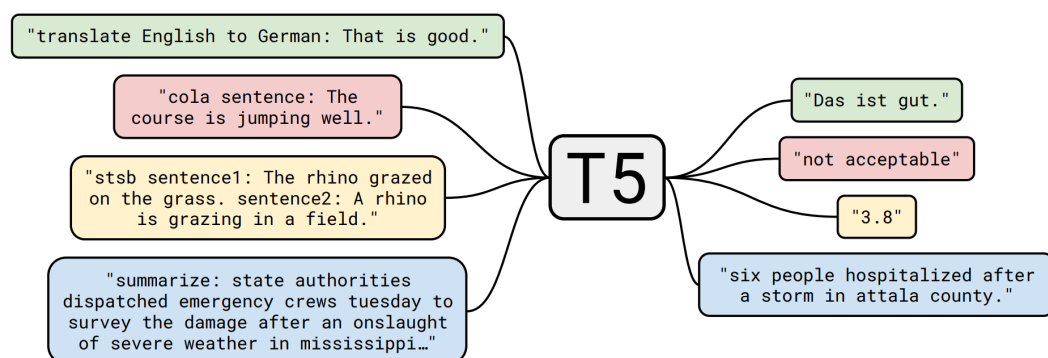 "translate English to German: That is good."
"cola sentence: The
course is jumping well."
"stsb sentence1: The rhino grazed
on the grass. sentence2: A rhino
is grazing in a field."
"summarize: state authorities
dispatched emergency crews tuesday to
survey the damage after an onslaught
of severe weather in mississippi…"
T5
"Das ist gut."
"not acceptable"
"3.8"
"six people hospitalized after
a storm in attala county."